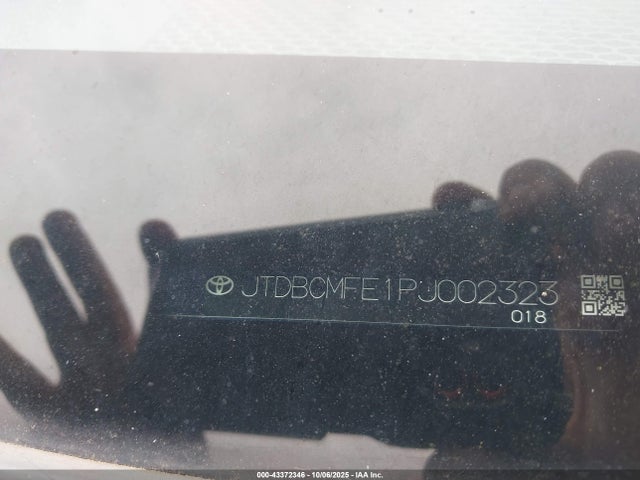 JTDBCMFE1PJ002323
018
000-43372346 - 10/06/2025 - IAA Inc.